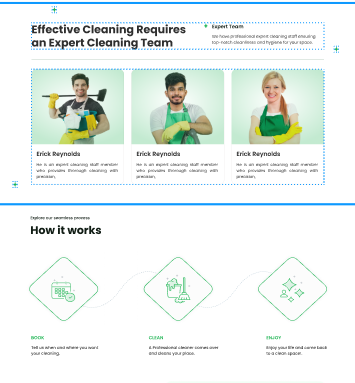 Effective Cleaning Requires
an Expert Cleaning Team
Expert Team
We have professional expert cleaning staff ensuring
top-notch cleanliness and hygiene for your space.
Erick Reynolds
He is an expert cleaning staff member
who provides thorough cleaning with
precision.
Erick Reynolds
He is an expert cleaning staff member
who provides thorough cleaning with
precision.
Erick Reynolds
He is an expert cleaning staff member
who provides thorough cleaning with
precision.
Explore our seamless process
How it works
BOOK
Tell us when and where you want
your cleaning.
CLEAN
A Professional cleaner comes over
and cleans your place.
ENJOY
Enjoy your life and come back
to a clean space!